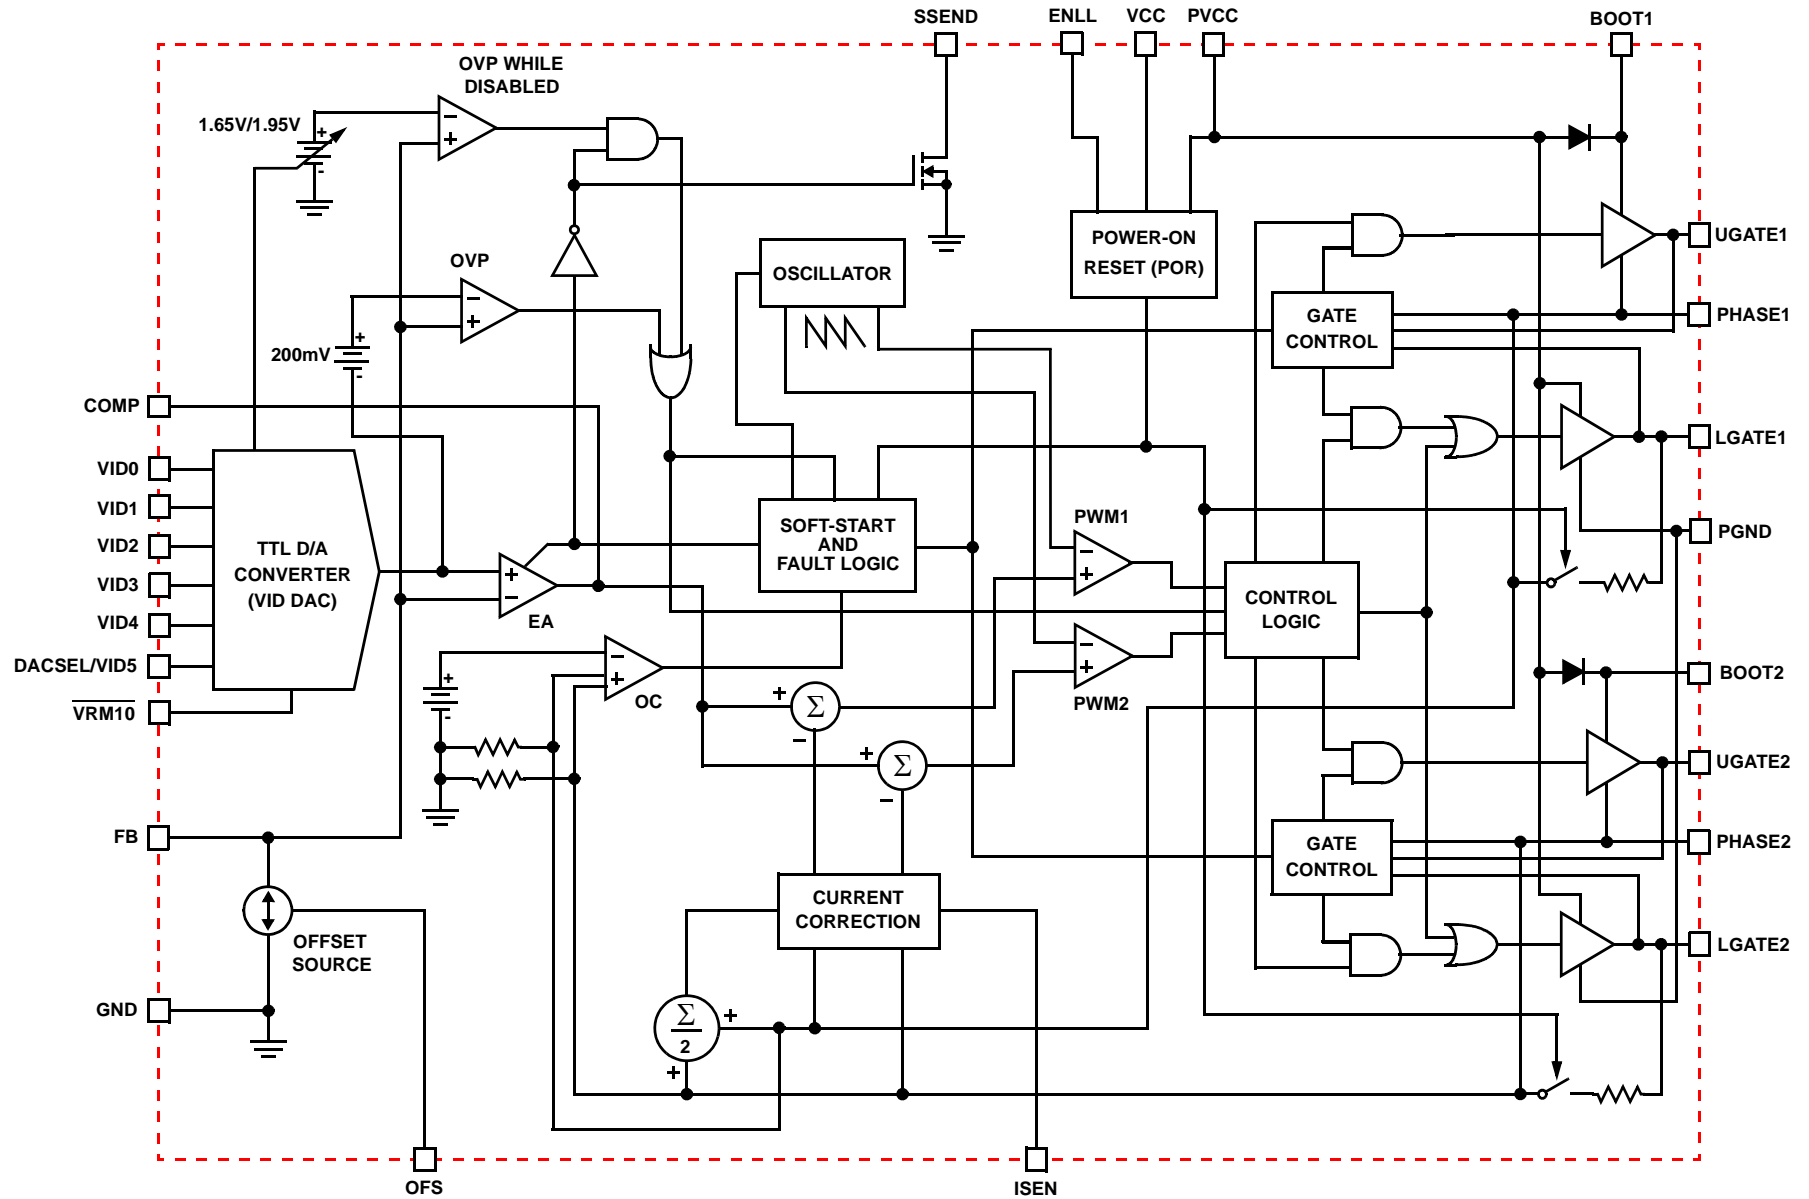 SSEND
ENLL
VCC
PVCC
BOOT1
OVP WHILE
DISABLED
1.65V/1.95V
+
-
−
+
UGATE1
POWER-ON
RESET (POR)
OVP
−
+
OSCILLATOR
200mV
+
-
GATE
CONTROL
PHASE1
COMP
LGATE1
VID0
VID1
VID2
VID3
VID4
DACSEL/VID5
VRM10
TTL D/A
CONVERTER
(VID DAC)
+
−
EA
SOFT-START
AND
FAULT LOGIC
PWM1
−
+
PGND
CONTROL
LOGIC
−
+
PWM2
+
-
−
+
OC
BOOT2
+
Σ
−
+
Σ
−
UGATE2
FB
GATE
CONTROL
PHASE2
CURRENT
CORRECTION
OFFSET
SOURCE
LGATE2
GND
Σ
2
+
+
OFS
ISEN